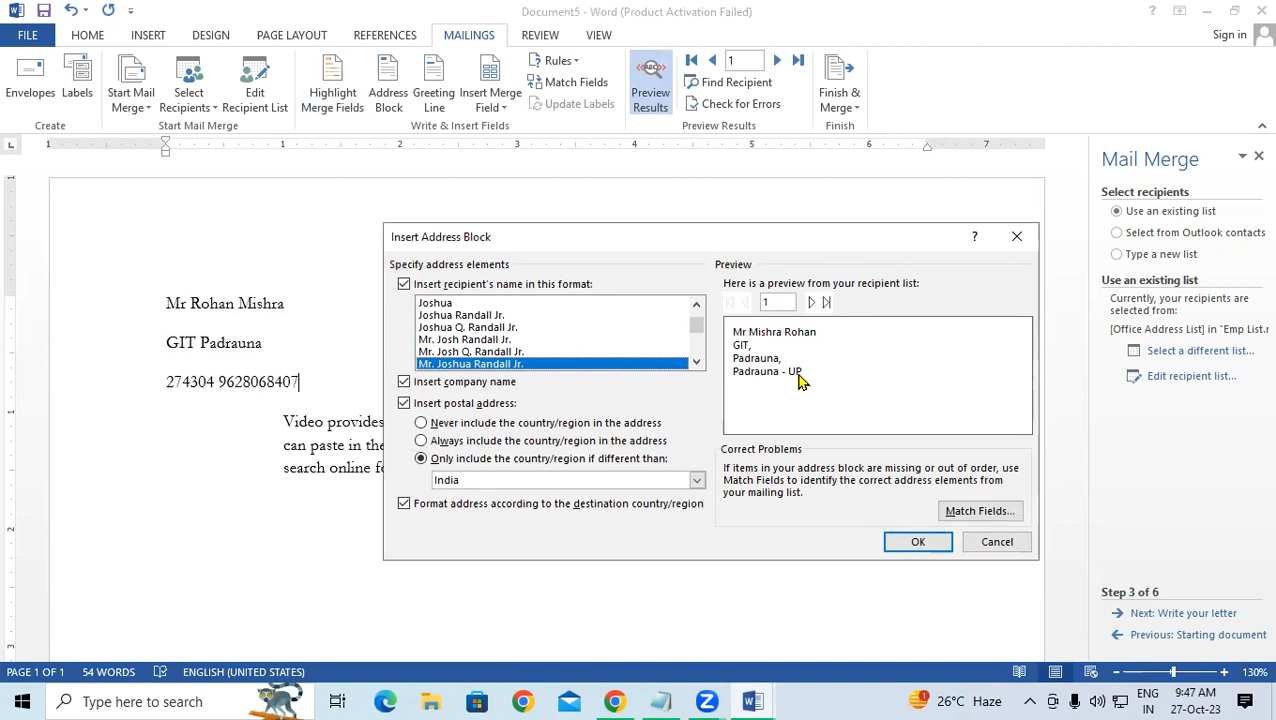 Document5 - Word (Product Activation Failed)
FILE HOME INSERT DESIGN PAGE LAYOUT REFERENCES MAILINGS REVIEW VIEW Sign in
Envelopes
Labels
Start Mail Merge
Select Recipients
Edit Recipient List
Highlight Merge Fields
Address Block
Greeting Line
Insert Merge Field
Rules
Match Fields
Update Labels
ABC
Preview Results
1
Find Recipient
Check for Errors
Finish & Merge
Create
Start Mail Merge
Write & Insert Fields
Preview Results
Finish
1 1 2 3 4 5 6 7
1
1
2
3
Mr Rohan Mishra
GIT Padrauna
274304 9628068407
Video provides
can paste in the
search online fo
Insert Address Block
?
Specify address elements
Insert recipient's name in this format:
Joshua
Joshua Randall Jr.
Joshua Q. Randall Jr.
Mr. Josh Randall Jr.
Mr. Josh Q. Randall Jr.
Mr. Joshua Randall Jr.
Insert company name
Insert postal address:
Never include the country/region in the address
Always include the country/region in the address
Only include the country/region if different than:
India
Format address according to the destination country/region
Preview
Here is a preview from your recipient list:
1
Mr Mishra Rohan
GIT,
Padrauna,
Padrauna - UP
Correct Problems
If items in your address block are missing or out of order, use
Match Fields to identify the correct address elements from
your mailing list.
Match Fields...
OK
Cancel
Mail Merge
Select recipients
Use an existing list
Select from Outlook contacts
Type a new list
Use an existing list
Currently, your recipients are
selected from:
[Office Address List] in "Emp List.
Select a different list...
Edit recipient list...
Step 3 of 6
Next: Write your letter
Previous: Starting document
PAGE 1 OF 1 54 WORDS ENGLISH (UNITED STATES) 130%
Type here to search
26°C Haze
ENG
IN
9:47 AM
27-Oct-23